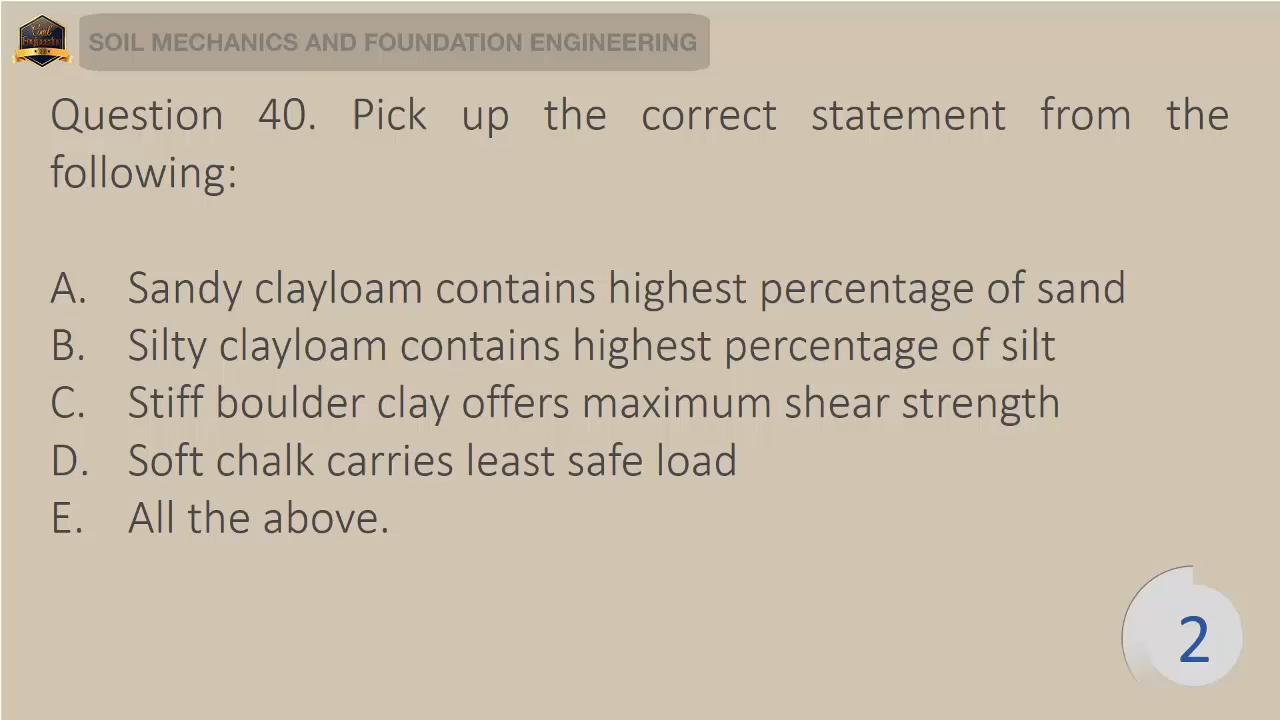 Civil
Engineering
SOIL MECHANICS AND FOUNDATION ENGINEERING
Question 40. Pick up the correct statement from the
following:
A. Sandy clayloam contains highest percentage of sand
B. Silty clayloam contains highest percentage of silt
C. Stiff boulder clay offers maximum shear strength
D. Soft chalk carries least safe load
E. All the above.
2